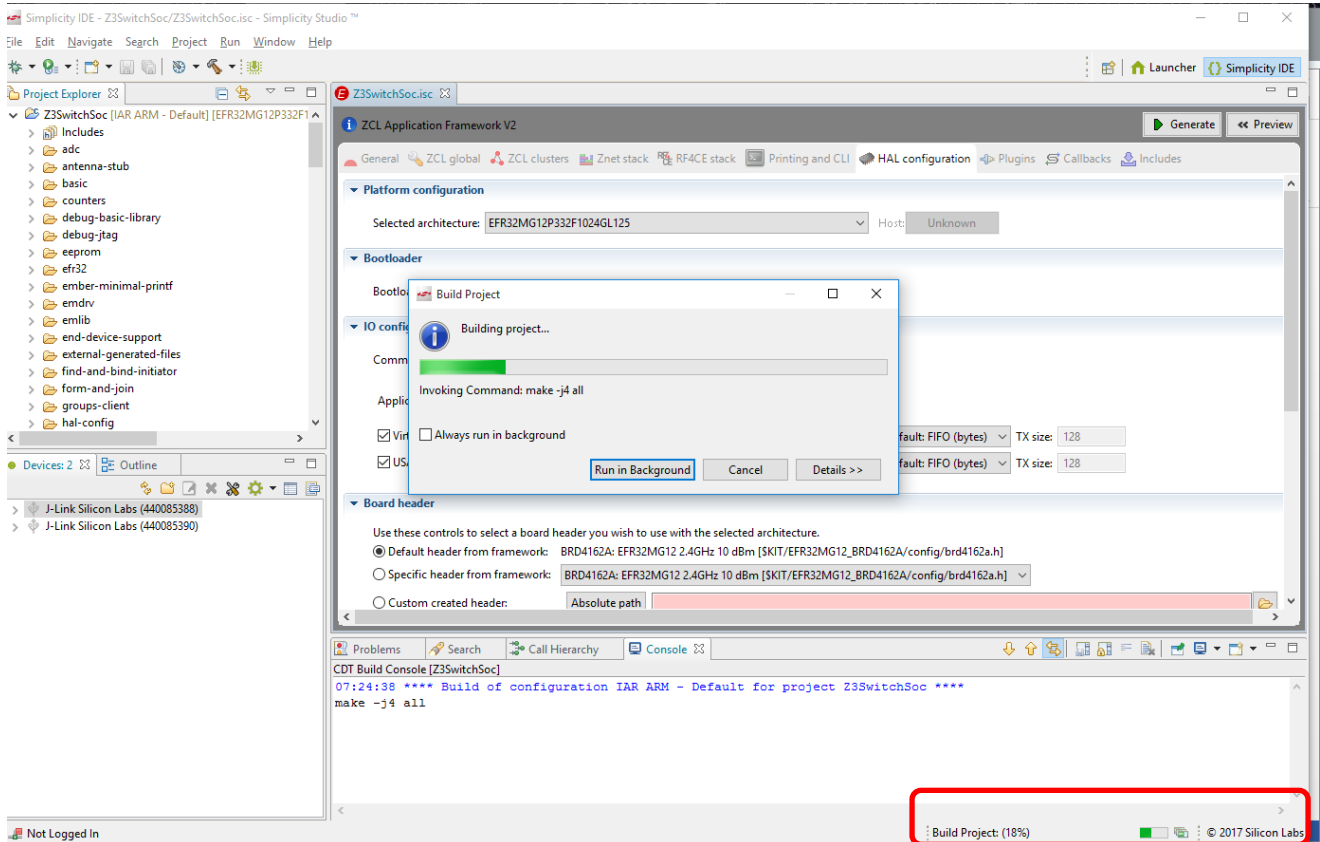 Simplicity IDE - Z3SwitchSoc/Z3SwitchSoc.isc - Simplicity Studio ™
File Edit Navigate Search Project Run Window Help
Launcher {} Simplicity IDE
Project Explorer
Z3SwitchSoc.isc
Z3SwitchSoc [IAR ARM - Default] [EFR32MG12P332F1
Includes
adc
antenna-stub
basic
counters
debug-basic-library
debug-jtag
eeprom
efr32
ember-minimal-printf
emdrv
emlib
end-device-support
external-generated-files
find-and-bind-initiator
form-and-join
groups-client
hal-config
ZCL Application Framework V2
Generate
Preview
General ZCL global ZCL clusters Znet stack RF4CE stack Printing and CLI HAL configuration Plugins Callbacks Includes
Platform configuration
Selected architecture: EFR32MG12P332F1024GL125 Host: Unknown
Bootloader
Bootlo
IO config
Comm
Applic
Virt
US
fault: FIFO (bytes) TX size: 128
fault: FIFO (bytes) TX size: 128
Build Project
Building project...
Invoking Command: make -j4 all
Always run in background
Run in Background Cancel Details >>
Board header
Use these controls to select a board header you wish to use with the selected architecture.
Default header from framework: BRD4162A: EFR32MG12 2.4GHz 10 dBm [$KIT/EFR32MG12_BRD4162A/config/brd4162a.h]
Specific header from framework: BRD4162A: EFR32MG12 2.4GHz 10 dBm [$KIT/EFR32MG12_BRD4162A/config/brd4162a.h]
Custom created header: Absolute path
Devices: 2 Outline
J-Link Silicon Labs (440085388)
J-Link Silicon Labs (440085390)
Problems Search Call Hierarchy Console
CDT Build Console [Z3SwitchSoc]
07:24:38 **** Build of configuration IAR ARM - Default for project Z3SwitchSoc ****
make -j4 all
Not Logged In
Build Project: (18%)
© 2017 Silicon Labs